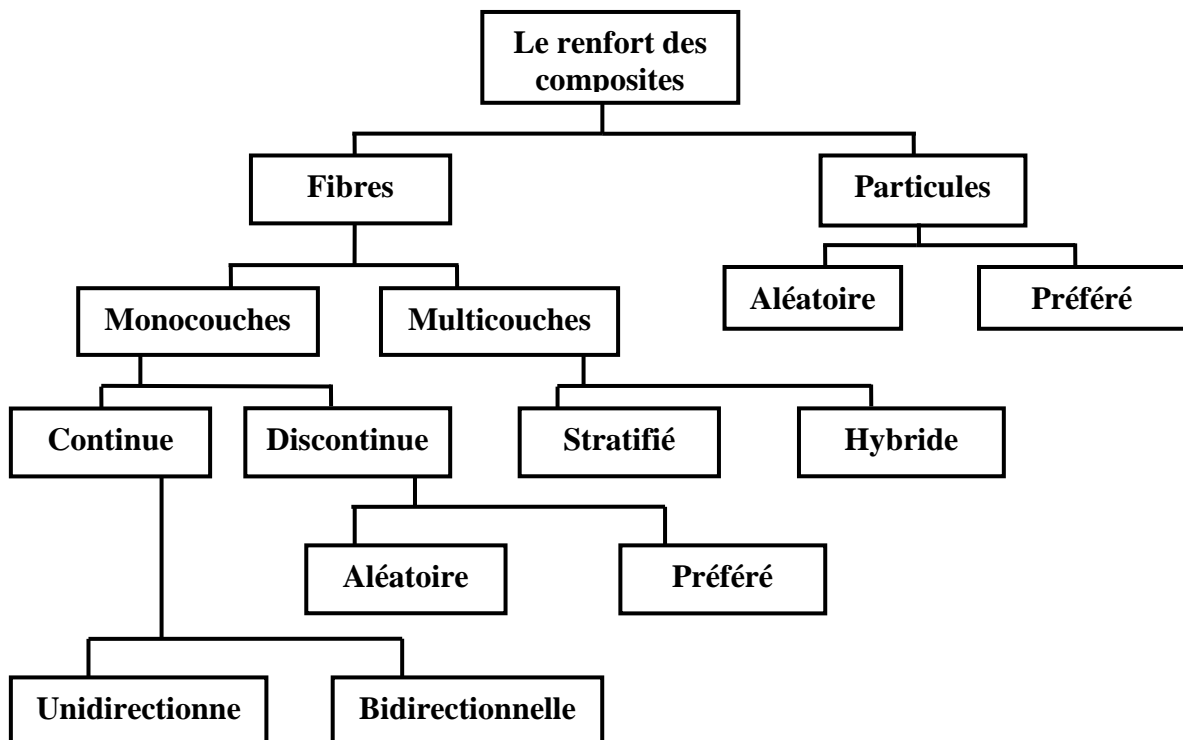 Le renfort des
composites
Fibres
Particules
Aléatoire
Préféré
Monocouches
Multicouches
Continue
Discontinue
Stratifié
Hybride
Aléatoire
Préféré
Unidirectionne
Bidirectionnelle